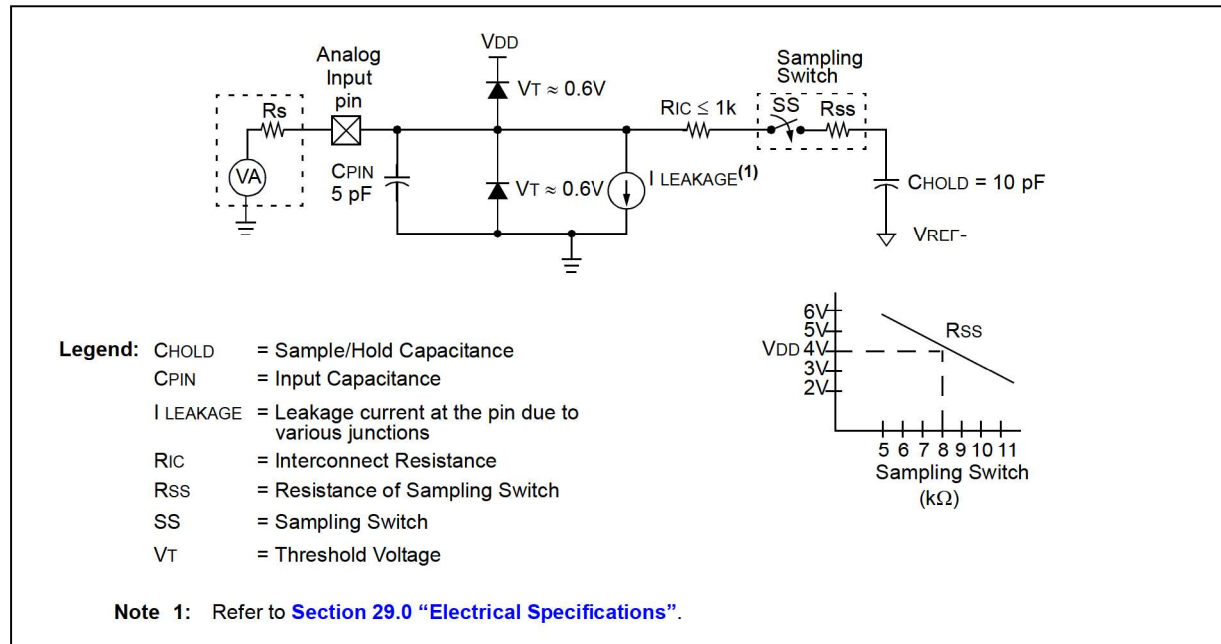 VDD
Analog
Input
pin
Sampling
Switch
VT ≈ 0.6V
Rs
RIC ≤ 1k
SS
Rss
VA
CPIN
5 pF
VT ≈ 0.6V
I LEAKAGE(1)
CHOLD = 10 pF
VREF-
6V
5V
VDD 4V
3V
2V
RSS
5 6 7 8 9 10 11
Sampling Switch
(kΩ)
Legend: CHOLD = Sample/Hold Capacitance
CPIN = Input Capacitance
I LEAKAGE = Leakage current at the pin due to
various junctions
RIC = Interconnect Resistance
RSS = Resistance of Sampling Switch
SS = Sampling Switch
VT = Threshold Voltage
Note 1: Refer to Section 29.0 “Electrical Specifications”.